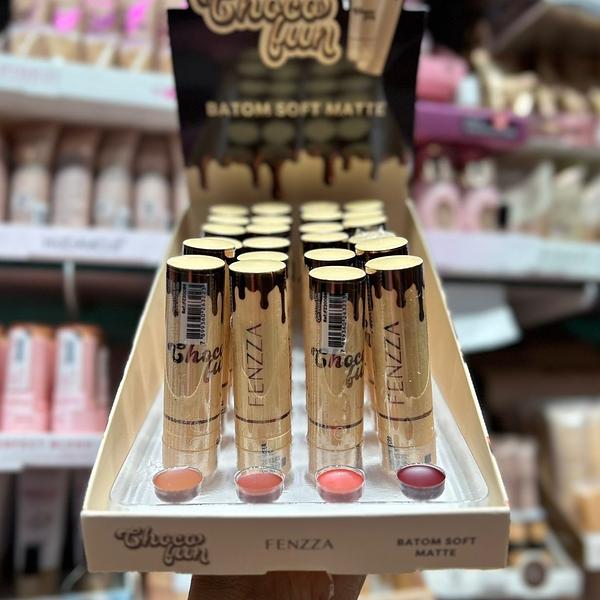 Choco
fun
BATOM SOFT MATTE
Choco
fun
FENZZA
Choco
fun
FENZZA
Choco
fun
FENZZA
BATOM SOFT
MATTE